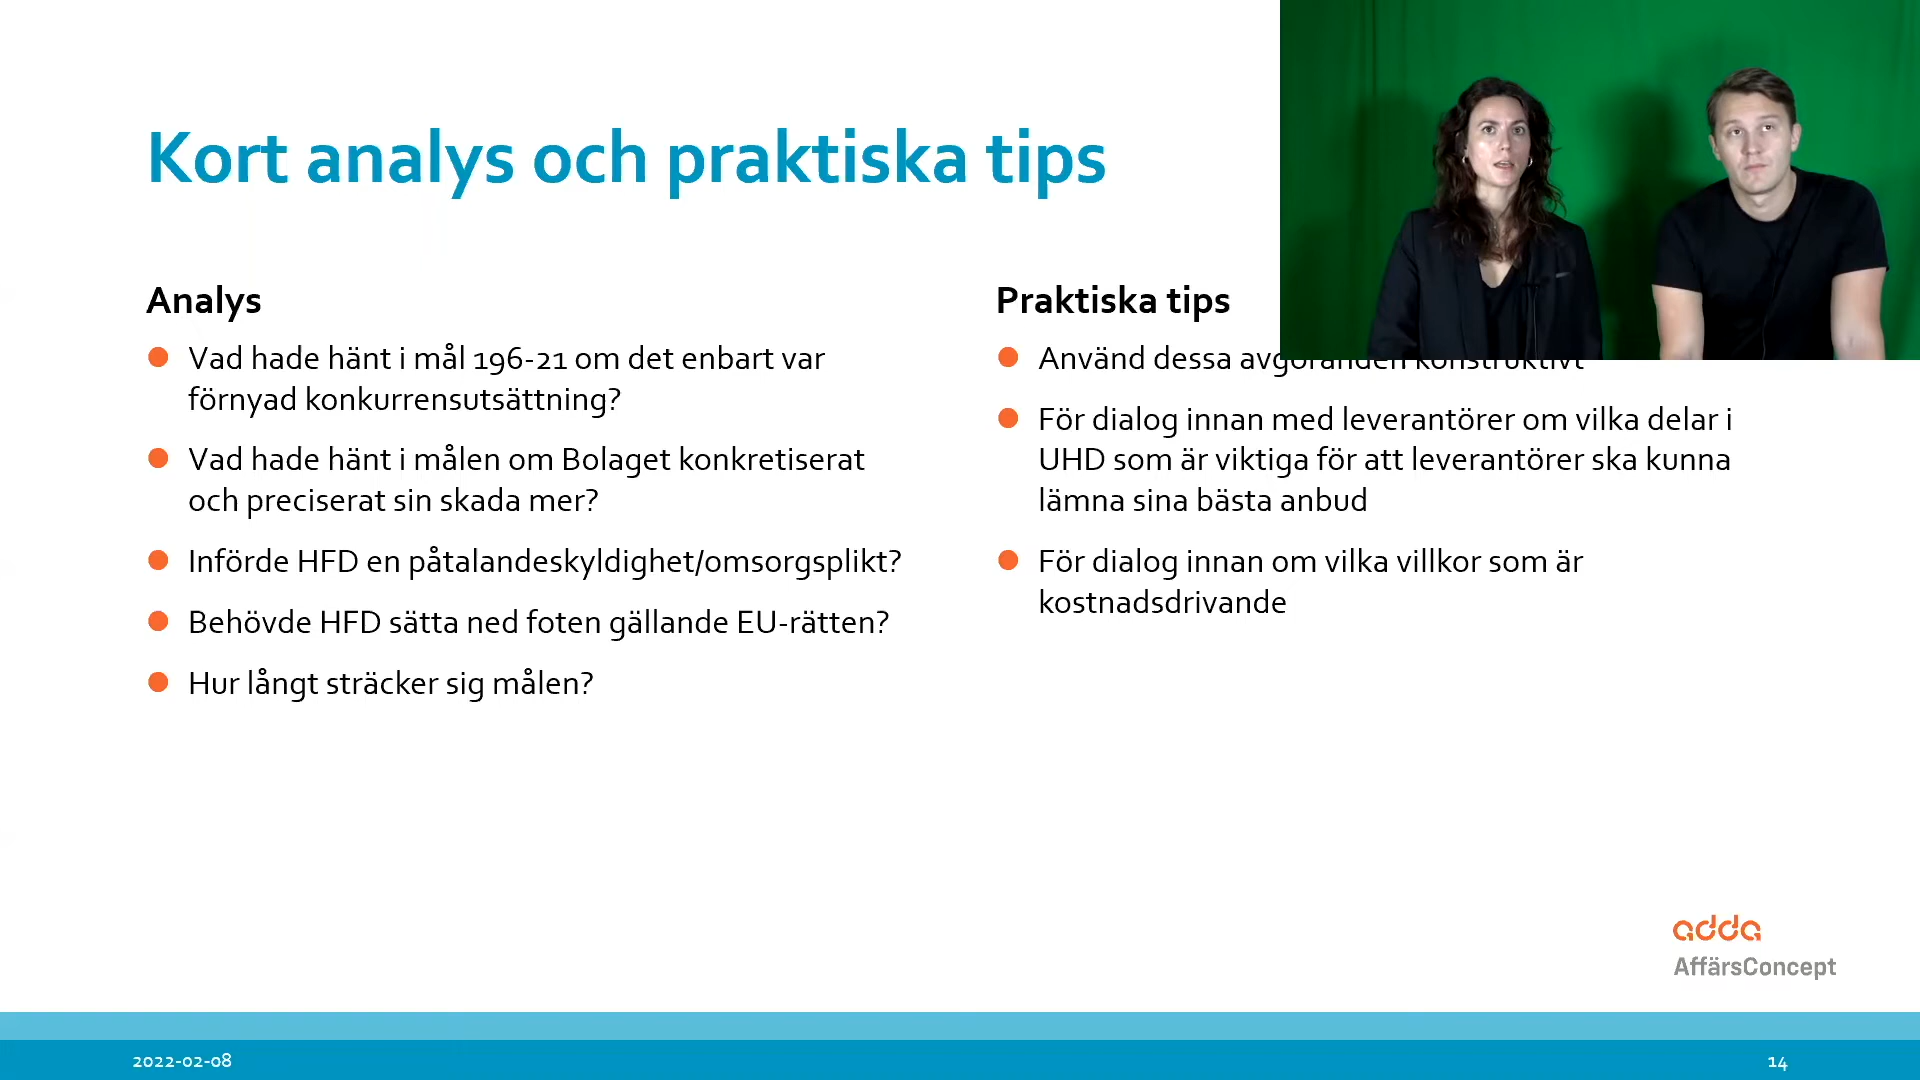 Kort analys och praktiska tips
Analys
Vad hade hänt i mål 196-21 om det enbart var
förnyad konkurrensutsättning?
Vad hade hänt i målen om Bolaget konkretiserat
och preciserat sin skada mer?
Införde HFD en påtalandeskyldighet/omsorgsplikt?
Behövde HFD sätta ned foten gällande EU-rätten?
Hur långt sträcker sig målen?
Praktiska tips
Använd dessa avgöranden konstruktivt
För dialog innan med leverantörer om vilka delar i
UHD som är viktiga för att leverantörer ska kunna
lämna sina bästa anbud
För dialog innan om vilka villkor som är
kostnadsdrivande
adda
AffärsConcept
2022-02-08
14